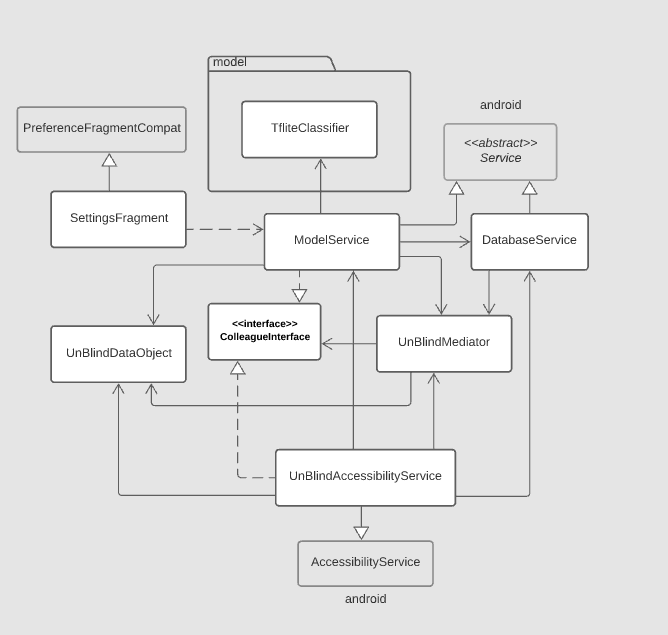 model
android
TfliteClassifier
PreferenceFragmentCompat
<<abstract>>
Service
SettingsFragment
ModelService
DatabaseService
<<interface>>
ColleagueInterface
UnBlindMediator
UnBlindDataObject
UnBlindAccessibilityService
AccessibilityService
android